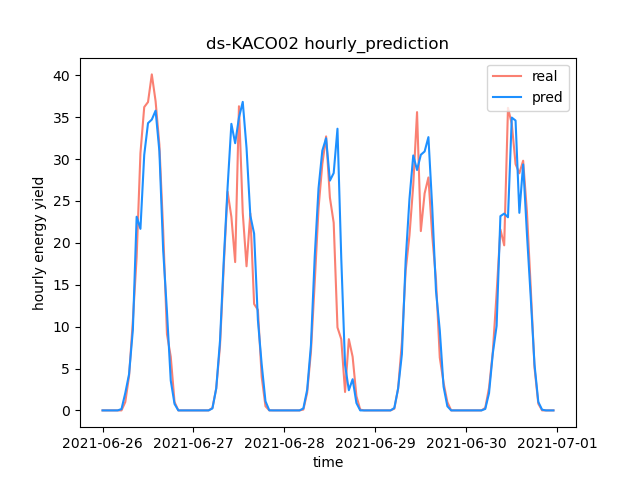 ds-KACO02 hourly_prediction
real
pred
hourly energy yield
40
35
30
25
20
15
10
5
0
2021-06-26 2021-06-27 2021-06-28 2021-06-29 2021-06-30 2021-07-01
time